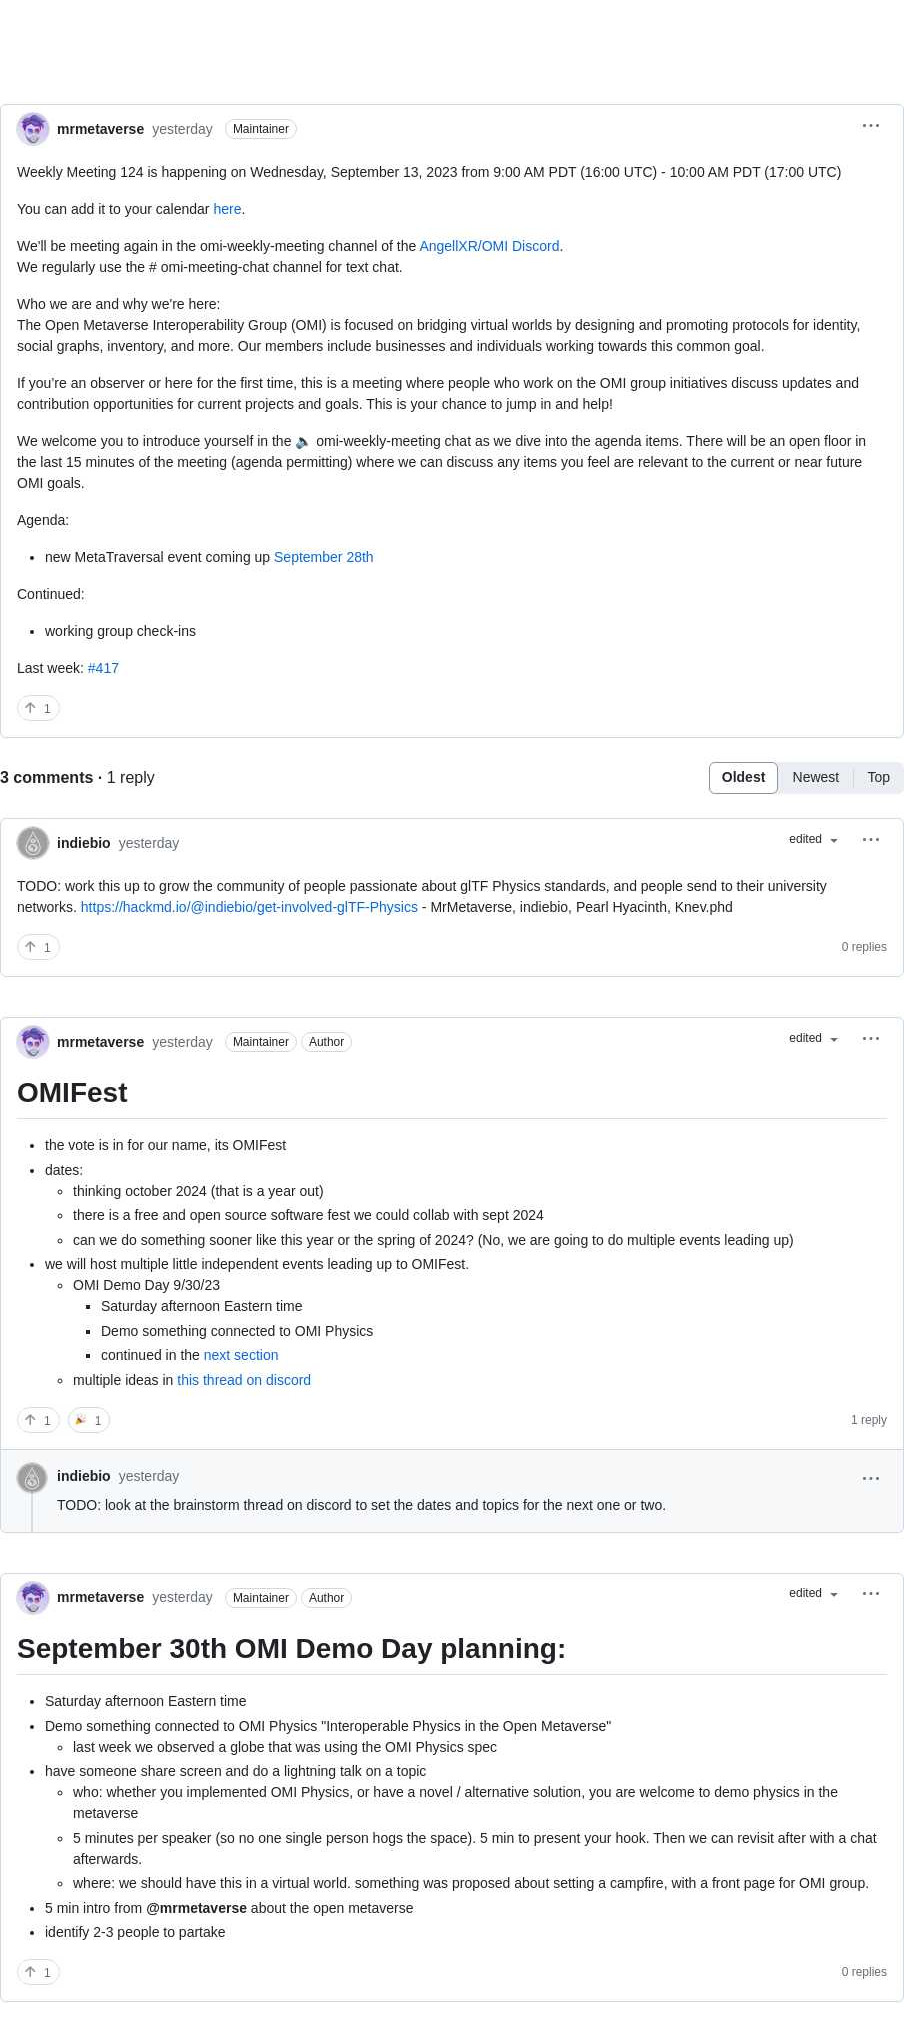 mrmetaverse yesterday Maintainer
Weekly Meeting 124 is happening on Wednesday, September 13, 2023 from 9:00 AM PDT (16:00 UTC) - 10:00 AM PDT (17:00 UTC)
You can add it to your calendar here.
We'll be meeting again in the omi-weekly-meeting channel of the AngellXR/OMI Discord.
We regularly use the # omi-meeting-chat channel for text chat.
Who we are and why we're here:
The Open Metaverse Interoperability Group (OMI) is focused on bridging virtual worlds by designing and promoting protocols for identity,
social graphs, inventory, and more. Our members include businesses and individuals working towards this common goal.
If you're an observer or here for the first time, this is a meeting where people who work on the OMI group initiatives discuss updates and
contribution opportunities for current projects and goals. This is your chance to jump in and help!
We welcome you to introduce yourself in the 🔈 omi-weekly-meeting chat as we dive into the agenda items. There will be an open floor in
the last 15 minutes of the meeting (agenda permitting) where we can discuss any items you feel are relevant to the current or near future
OMI goals.
Agenda:
• new MetaTraversal event coming up September 28th
Continued:
• working group check-ins
Last week: #417
↑ 1
3 comments · 1 reply
Oldest Newest Top
indiebio yesterday edited
TODO: work this up to grow the community of people passionate about glTF Physics standards, and people send to their university
networks. https://hackmd.io/@indiebio/get-involved-glTF-Physics - MrMetaverse, indiebio, Pearl Hyacinth, Knev.phd
↑ 1 0 replies
mrmetaverse yesterday Maintainer Author edited
OMIFest
• the vote is in for our name, its OMIFest
• dates:
◦ thinking october 2024 (that is a year out)
◦ there is a free and open source software fest we could collab with sept 2024
◦ can we do something sooner like this year or the spring of 2024? (No, we are going to do multiple events leading up)
• we will host multiple little independent events leading up to OMIFest.
◦ OMI Demo Day 9/30/23
▪ Saturday afternoon Eastern time
▪ Demo something connected to OMI Physics
▪ continued in the next section
◦ multiple ideas in this thread on discord
↑ 1 🎉 1 1 reply
indiebio yesterday
TODO: look at the brainstorm thread on discord to set the dates and topics for the next one or two.
mrmetaverse yesterday Maintainer Author edited
September 30th OMI Demo Day planning:
• Saturday afternoon Eastern time
• Demo something connected to OMI Physics "Interoperable Physics in the Open Metaverse"
◦ last week we observed a globe that was using the OMI Physics spec
• have someone share screen and do a lightning talk on a topic
◦ who: whether you implemented OMI Physics, or have a novel / alternative solution, you are welcome to demo physics in the
metaverse
◦ 5 minutes per speaker (so no one single person hogs the space). 5 min to present your hook. Then we can revisit after with a chat
afterwards.
◦ where: we should have this in a virtual world. something was proposed about setting a campfire, with a front page for OMI group.
• 5 min intro from @mrmetaverse about the open metaverse
• identify 2-3 people to partake
↑ 1 0 replies